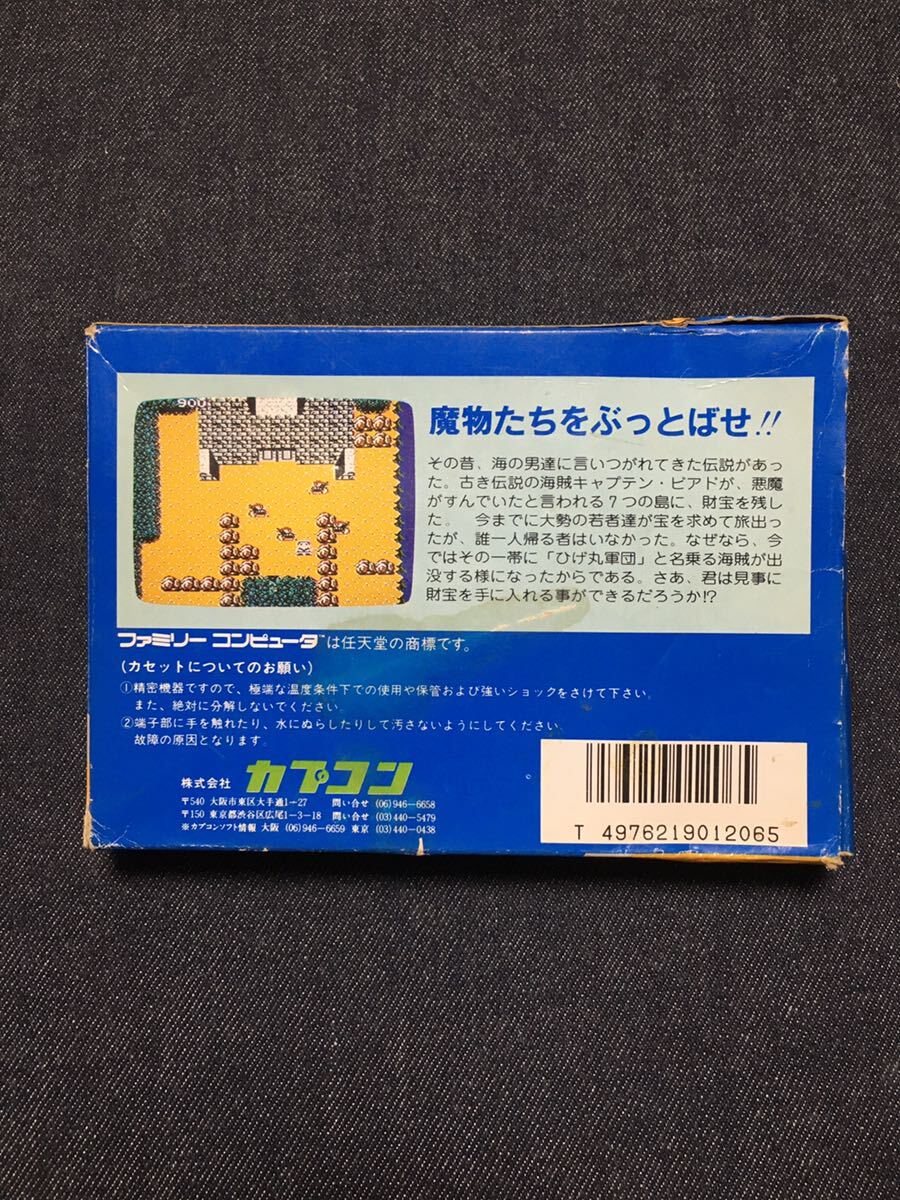 900
魔物たちをぶっとばせ!!
その昔、海の男達に言いつがれてきた伝説があっ
た。古き伝説の海賊キャプテン・ビアドが、悪魔
がすんでいたと言われる7つの島に、財宝を残し
た。 今までに大勢の若者達が宝を求めて旅出っ
たが、誰一人帰る者はいなかった。なぜなら、今
ではその一帯に「ひげ丸軍団」と名乗る海賊が出
没する様になったからである。さあ、君は見事に
財宝を手に入れる事ができるだろうか!?
ファミリーコンピュータ™は任天堂の商標です。
(カセットについてのお願い)
①精密機器ですので、極端な温度条件下での使用や保管および強いショックをさけて下さい。
また、絶対に分解しないでください。
②端子部に手を触れたり、水にぬらしたりして汚さないようにしてください。
故障の原因となります。
株式会社 カプコン
〒540 大阪市東区大手通1-27 問い合せ (06)946-6658
〒150 東京都渋谷区広尾1-3-18 問い合せ (03)440-5479
※カプコンソフト情報 大阪 (06)946-6659 東京 (03)440-0438
T 4976219012065